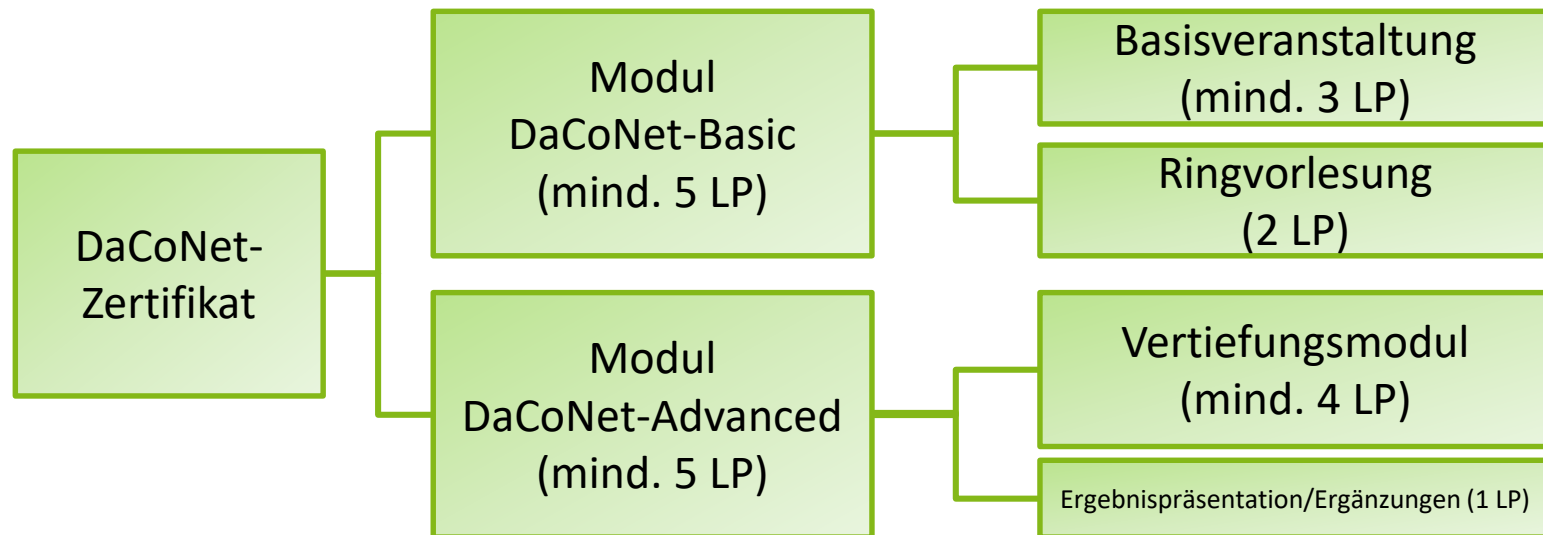 DaCoNet-
Zertifikat
Modul
DaCoNet-Basic
(mind. 5 LP)
Basisveranstaltung
(mind. 3 LP)
Ringvorlesung
(2 LP)
Modul
DaCoNet-Advanced
(mind. 5 LP)
Vertiefungsmodul
(mind. 4 LP)
Ergebnispräsentation/Ergänzungen (1 LP)